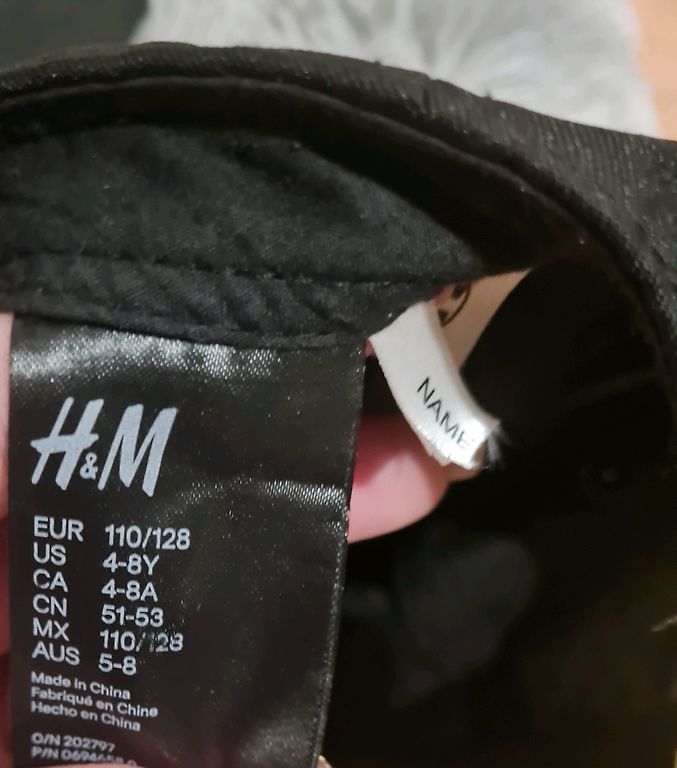 H&M
EUR 110/128
US 4-8Y
CA 4-8A
CN 51-53
MX 110/128
AUS 5-8
Made in China
Fabriqué en Chine
Hecho en China
O/N 202797
P/N
NAME